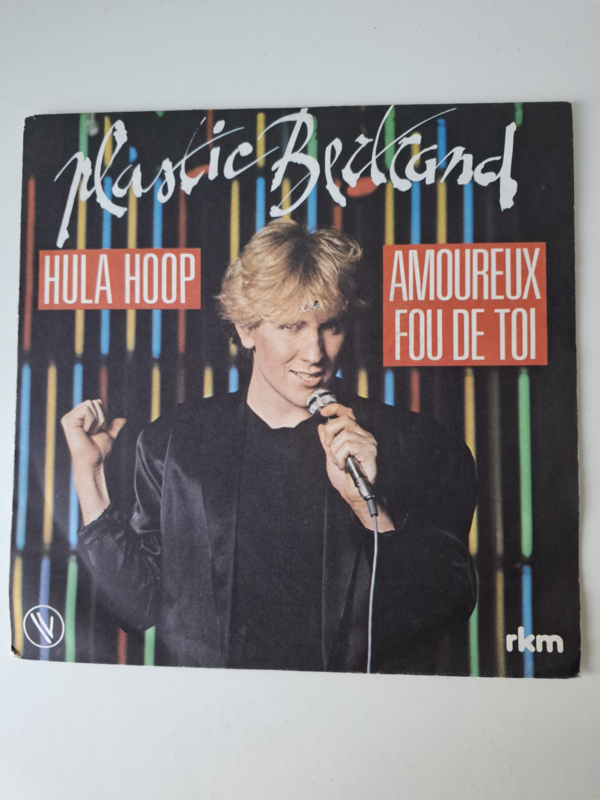 Plastic Bertrand
HULA HOOP
AMOUREUX
FOU DE TOI
rkm